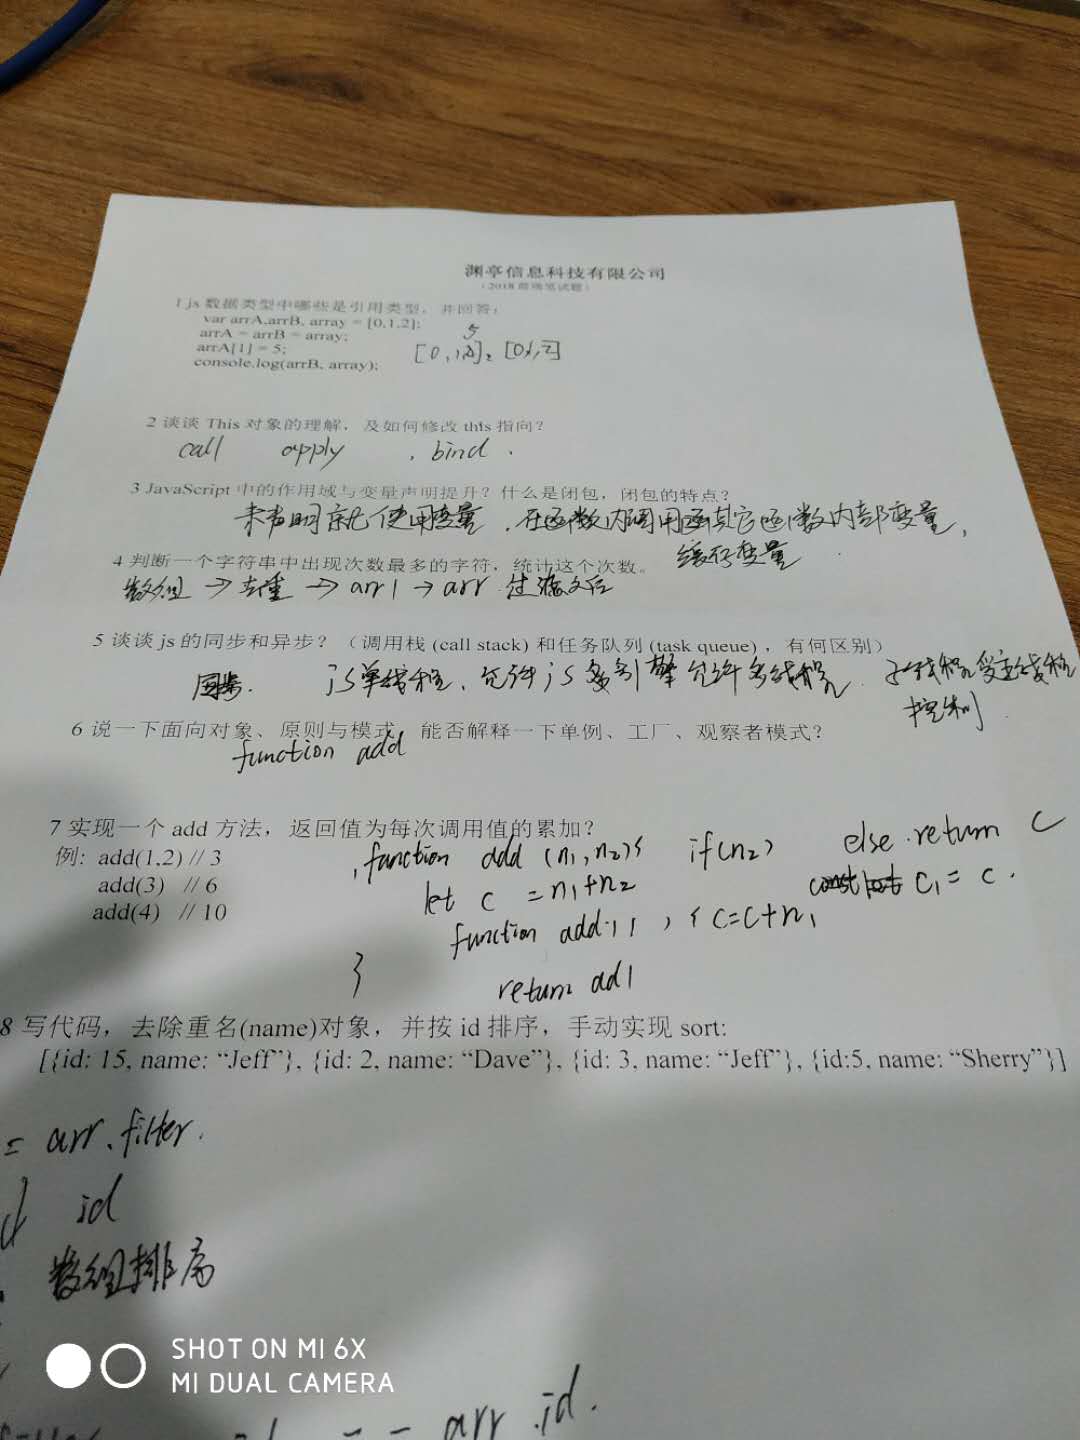 渊亭信息科技有限公司
(2018前端笔试题)
1 js 数据类型中哪些是引用类型，并回答：
var arrA,arrB, array = [0,1,2];
arrA = arrB = array;
arrA[1] = 5;
console.log(arrB, array);
5
2 谈谈 This 对象的理解，及如何修改 this 指向？
call apply . bind .
3 JavaScript 中的作用域与变量声明提升？什么是闭包，闭包的特点？
未声明就使用变量 . 在函数内调用函其它函数内部变量，
缓存变量
4 判断一个字符串中出现次数最多的字符，统计这个次数。
数组 → 去重 → arr1 → arr 过滤
5 谈谈 js 的同步和异步？（调用栈 (call stack) 和任务队列 (task queue) ，有何区别）
js单线程、允许js 引擎允许多线程 . 子线程受主线程
控制
6 说一下面向对象、原则与模式，能否解释一下单例、工厂、观察者模式？
function add
7 实现一个 add 方法，返回值为每次调用值的累加？
例: add(1,2) // 3
add(3) // 6
add(4) // 10
function add (n1, n2) { if(n2) else return c
let c = n1+n2 c1 = c .
function add ) { c=c+n1
} return ad1
8 写代码，去除重名(name)对象，并按 id 排序，手动实现 sort:
[{id: 15, name: “Jeff”}, {id: 2, name: “Dave”}, {id: 3, name: “Jeff”}, {id:5, name: “Sherry”}]
= arr.filter.
id
数组排序
SHOT ON MI 6X
MI DUAL CAMERA
arr .id.